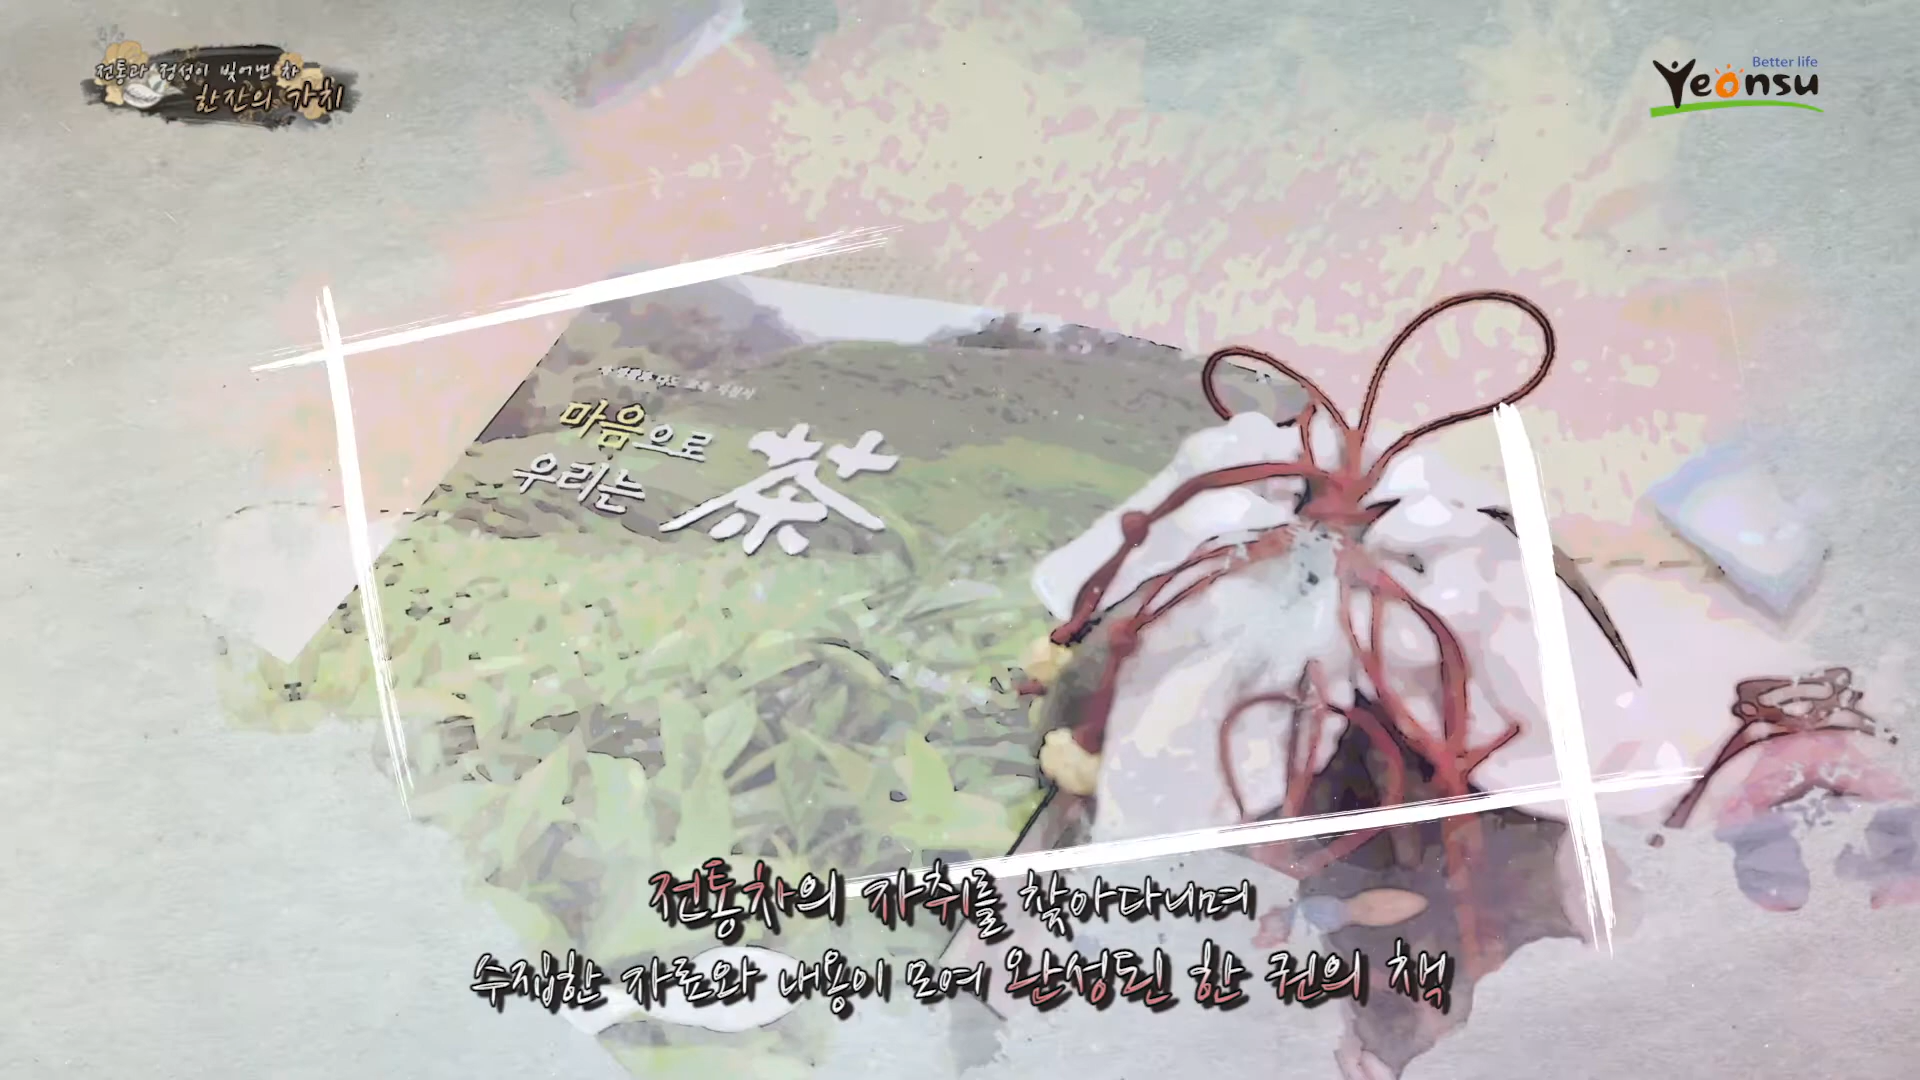 전통과 정성이 빚어낸 차
한잔의 가치
Better life
Yeonsu
마음으로
우리는
茶
전통차의 자취를 찾아다니며
수집한 자료와 내용이 모여 완성된 한 권의 책